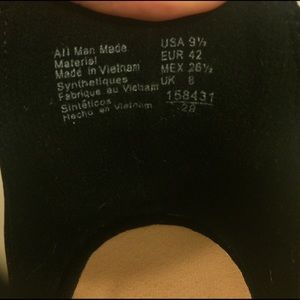 All Man Made
Material
Made in Vietnam
Synthetiques
Fabrique au Vietnam
Sintéticos
Hecho en Vietnam
USA 9½
EUR 42
MEX 26½
UK 8
158431
28